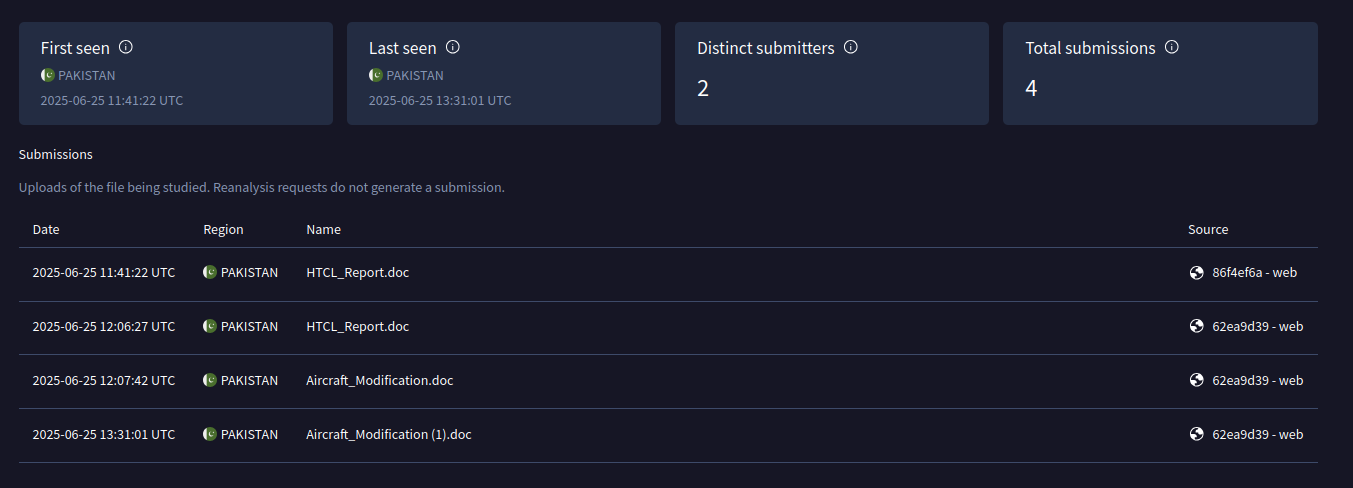 First seen
PAKISTAN
2025-06-25 11:41:22 UTC
Last seen
PAKISTAN
2025-06-25 13:31:01 UTC
Distinct submitters
2
Total submissions
4
Submissions
Uploads of the file being studied. Reanalysis requests do not generate a submission.
Date Region Name Source
2025-06-25 11:41:22 UTC PAKISTAN HTCL_Report.doc 86f4ef6a - web
2025-06-25 12:06:27 UTC PAKISTAN HTCL_Report.doc 62ea9d39 - web
2025-06-25 12:07:42 UTC PAKISTAN Aircraft_Modification.doc 62ea9d39 - web
2025-06-25 13:31:01 UTC PAKISTAN Aircraft_Modification (1).doc 62ea9d39 - web